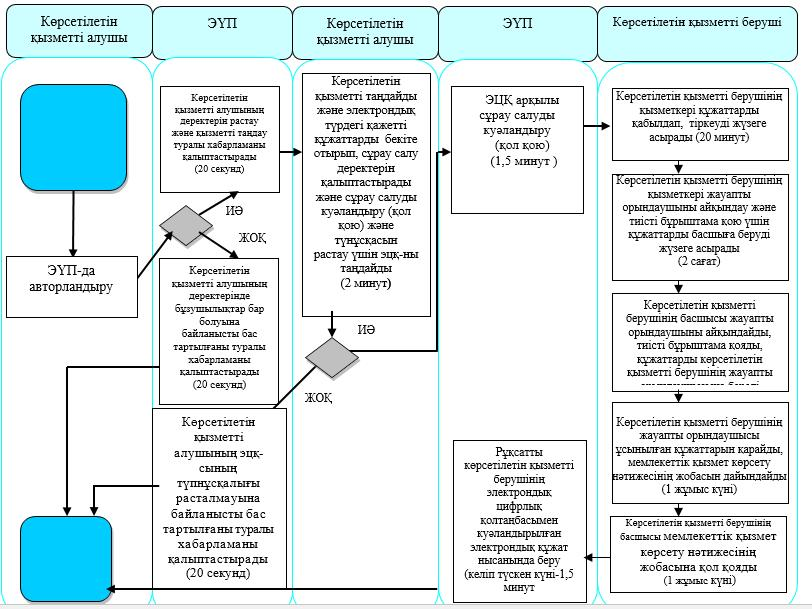 Көрсетілетін
қызметті алушы
ЭҮП
Көрсетілетін
қызметті алушы
ЭҮП
Көрсетілетін қызметті беруші
ЭҮП-да
авторландыру
Көрсетілетін
қызметті алушының
деректерін растау
және қызметті таңдау
туралы хабарламаны
қалыптастырады
(20 секунд)
ИӘ
ЖОҚ
Көрсетілетін
қызметті алушының
деректерінде
бұзушылықтар бар
болуына
байланысты бас
тартылғаны туралы
хабарламаны
қалыптастырады
(20 секунд)
Көрсетілетін
қызметті
алушының эцқ-
сының
түпнұсқалығы
расталмауына
байланысты бас
тартылғаны туралы
хабарламаны
қалыптастырады
(20 секунд)
Көрсетілетін
қызметті таңдайды
және электрондық
түрдегі қажетті
құжаттарды бекіте
отырып, сұрау салу
деректерін
қалыптастырады
және сұрау салуды
куәландыру (қол
қою) және
түнұсқасын
растау үшін эцқ-ны
таңдайды
(2 минут)
ИӘ
ЖОҚ
ЭЦҚ арқылы
сұрау салуды
куәландыру
(қол қою)
(1,5 минут )
Рұқсатты
көрсетілетін қызметті
берушінің
электрондық
цифрлық
қолтаңбасымен
куәландырылған
электрондық құжат
нысанында беру
(келіп түскен күні-1,5
минут
Көрсетілетін қызметті берушінің
қызметкері құжаттарды
қабылдап, тіркеуді жүзеге
асырады (20 минут)
Көрсетілетін қызметті берушінің
қызметкері жауапты
орындаушыны айқындау және
тиісті бұрыштама қою үшін
құжаттарды басшыға беруді
жүзеге асырады
(2 сағат)
Көрсетілетін қызметті
берушінің басшысы жауапты
орындаушыны айқындайды,
тиісті бұрыштама қояды,
құжаттарды көрсетілетін
қызметті берушінің жауапты
Көрсетілетін қызметті берушінің
жауапты орындаушысы
ұсынылған құжаттарын қарайды,
мемлекеттік қызмет көрсету
нәтижесінің жобасын дайындайды
(1 жұмыс күні)
Көрсетілетін қызметті берушінің
басшысы мемлекеттік қызмет
көрсету нәтижесінің
жобасына қол қояды
(1 жұмыс күні)